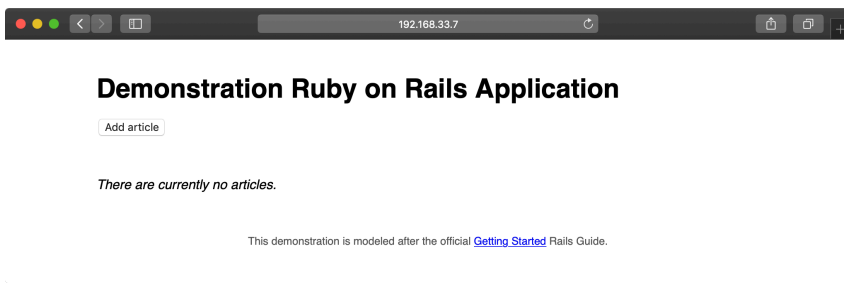 192.168.33.7
Demonstration Ruby on Rails Application
Add article
There are currently no articles.
This demonstration is modeled after the official Getting Started Rails Guide.